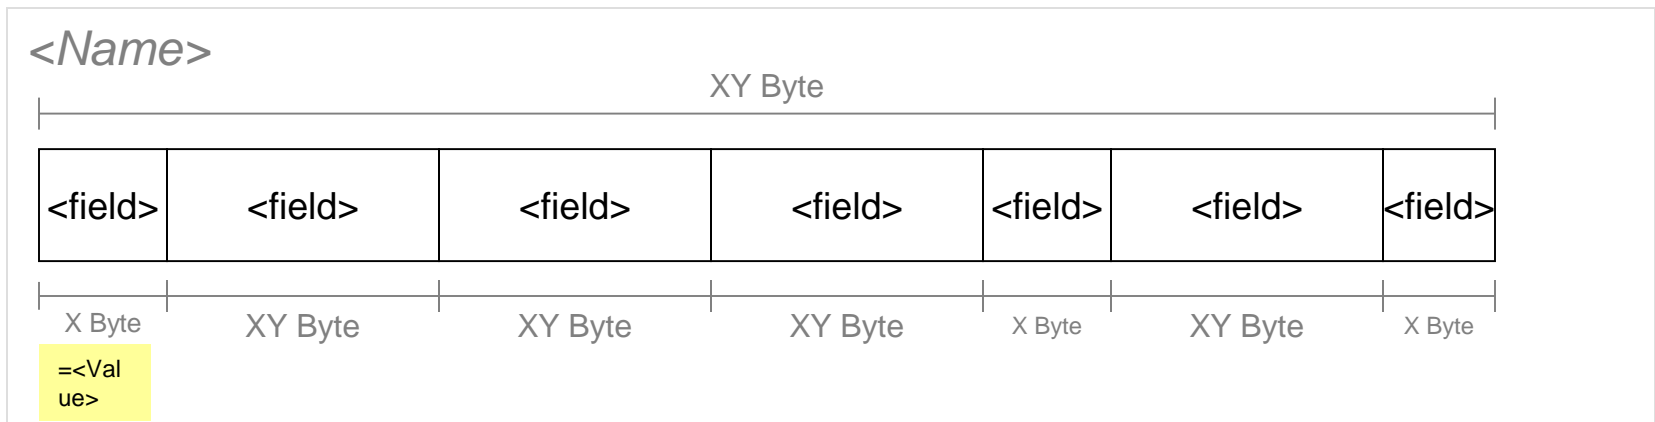 <Name>
XY Byte
<field> <field> <field> <field> <field> <field> <field>
X Byte XY Byte XY Byte XY Byte X Byte XY Byte X Byte
=<Val
ue>